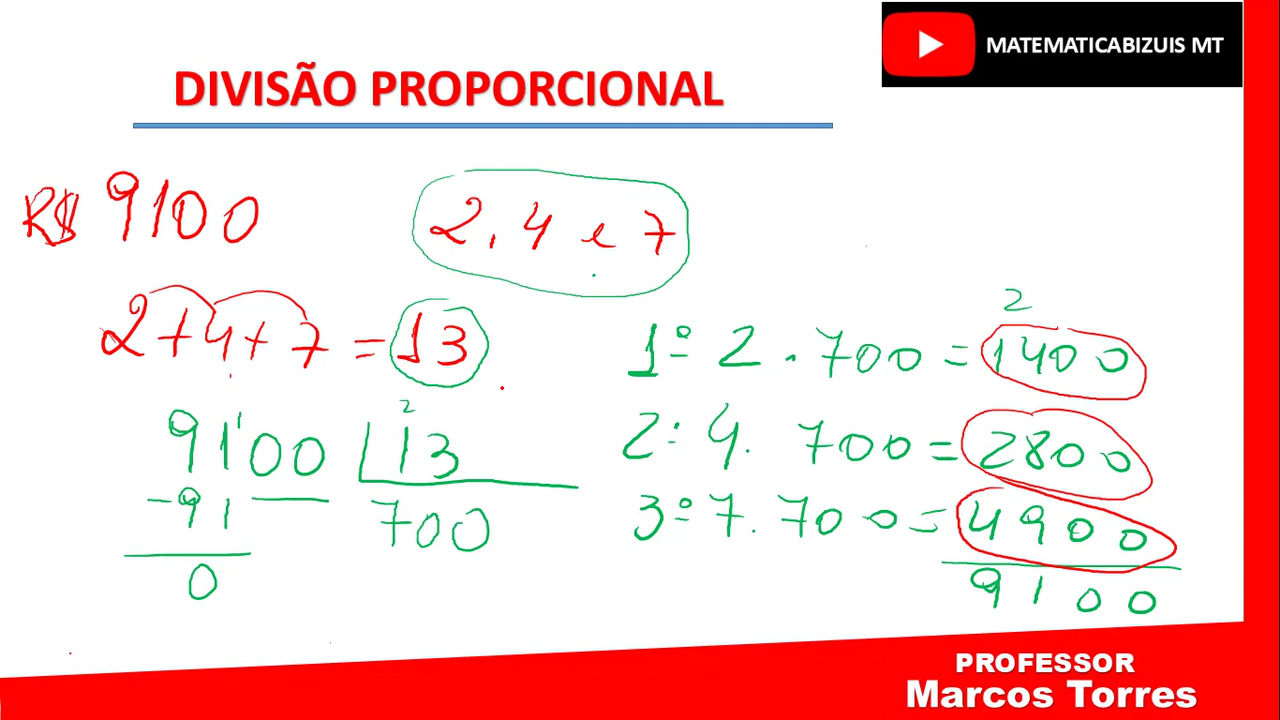 MATEMATICABIZUIS MT
DIVISÃO PROPORCIONAL
R$ 9100
2, 4 e 7
2+4+7=13
2
1º 2 . 700 = 1400
2
9100 13
1
2º 4. 700 = 2800
-91 700
3º 7. 700 = 4900
0
9100
PROFESSOR
Marcos Torres